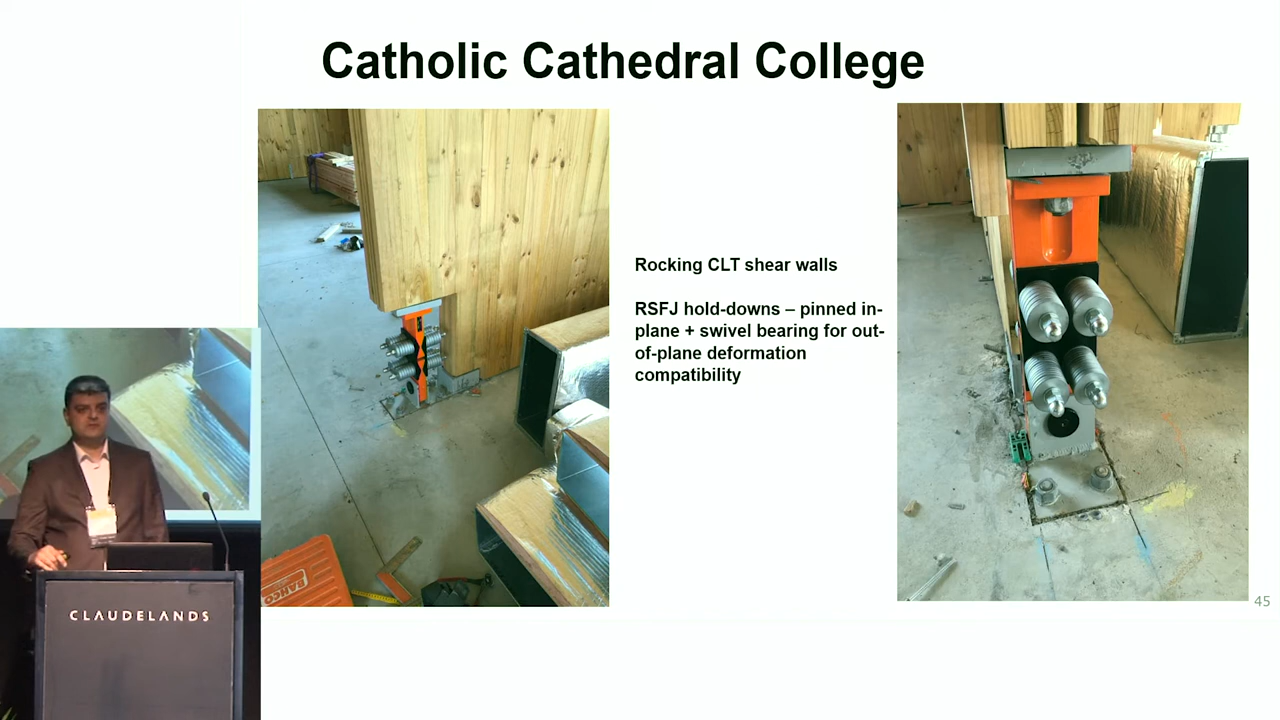 Catholic Cathedral College
Rocking CLT shear walls
RSFJ hold-downs – pinned in-
plane + swivel bearing for out-
of-plane deformation
compatibility
BAHCO
CLAUDELANDS
45